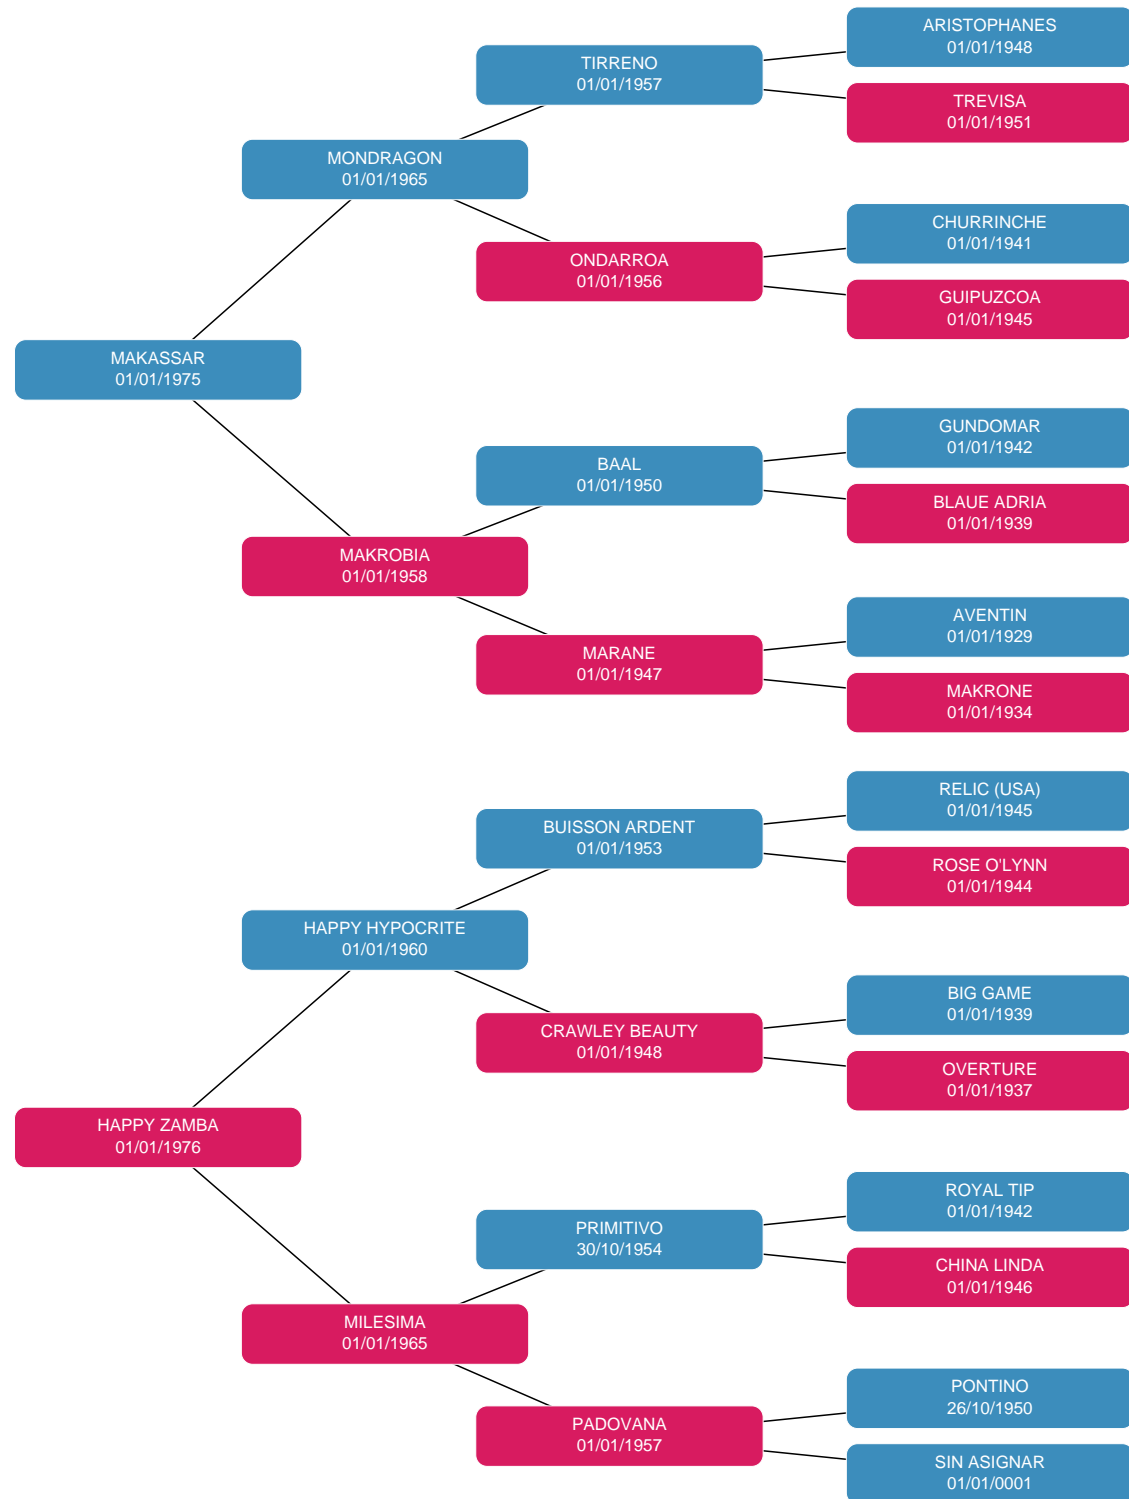 ARISTOPHANES
01/01/1948
TIRRENO
01/01/1957
TREVISA
01/01/1951
MONDRAGON
01/01/1965
CHURRINCHE
01/01/1941
ONDARROA
01/01/1956
GUIPUZCOA
01/01/1945
MAKASSAR
01/01/1975
GUNDOMAR
01/01/1942
BAAL
01/01/1950
BLAUE ADRIA
01/01/1939
MAKROBIA
01/01/1958
AVENTIN
01/01/1929
MARANE
01/01/1947
MAKRONE
01/01/1934
RELIC (USA)
01/01/1945
BUISSON ARDENT
01/01/1953
ROSE O'LYNN
01/01/1944
HAPPY HYPOCRITE
01/01/1960
BIG GAME
01/01/1939
CRAWLEY BEAUTY
01/01/1948
OVERTURE
01/01/1937
HAPPY ZAMBA
01/01/1976
ROYAL TIP
01/01/1942
PRIMITIVO
30/10/1954
CHINA LINDA
01/01/1946
MILESIMA
01/01/1965
PONTINO
26/10/1950
PADOVANA
01/01/1957
SIN ASIGNAR
01/01/0001